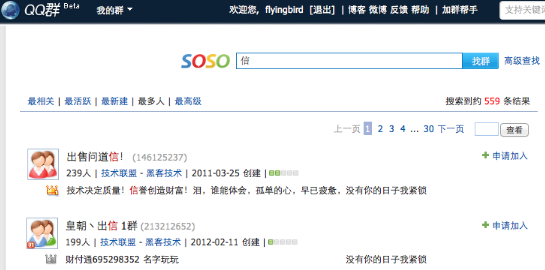 QQ群 Beta 我的群 欢迎您, flyingbird [退出] | 博客 微博 反馈 帮助 | 加群帮手 支持关键
SOSO 信 找群 高级查找
最相关 | 最活跃 | 最新建 | 最多人 | 最高级 搜索到约 559 条结果
上一页 1 2 3 4 ... 30 下一页 查看
出售问道信! (146125237) 申请加入
239人 | 技术联盟 - 黑客技术 | 2011-03-25 创建 |
技术决定质量!信誉创造财富!泪,谁能体会,孤单的心,早已疲惫,没有你的日子我紧锁
皇朝丶出信 1群 (213212652) 申请加入
199人 | 技术联盟 - 黑客技术 | 2012-02-11 创建 |
财付通695298352 名字玩玩 没有你的日子我紧锁